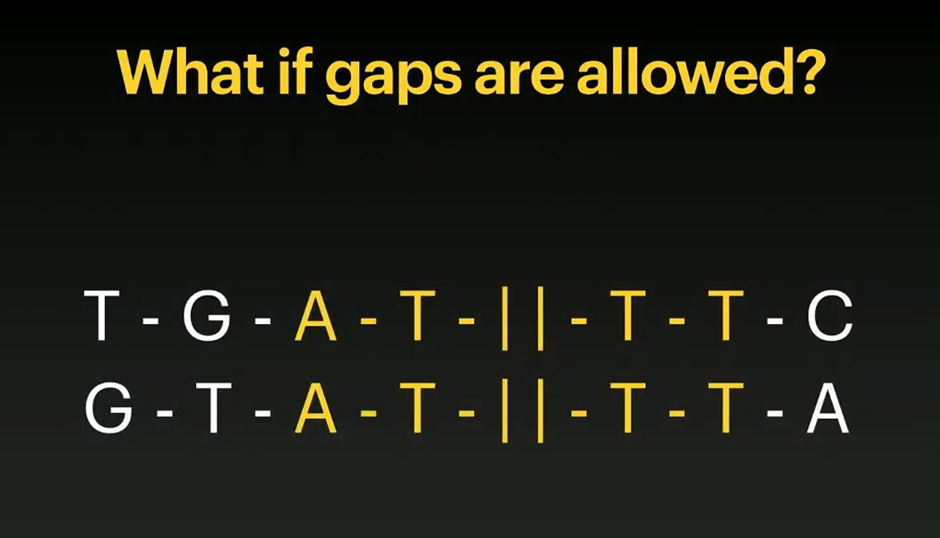 What if gaps are allowed?
T - G - A - T - || - T - T - C
G - T - A - T - || - T - T - A